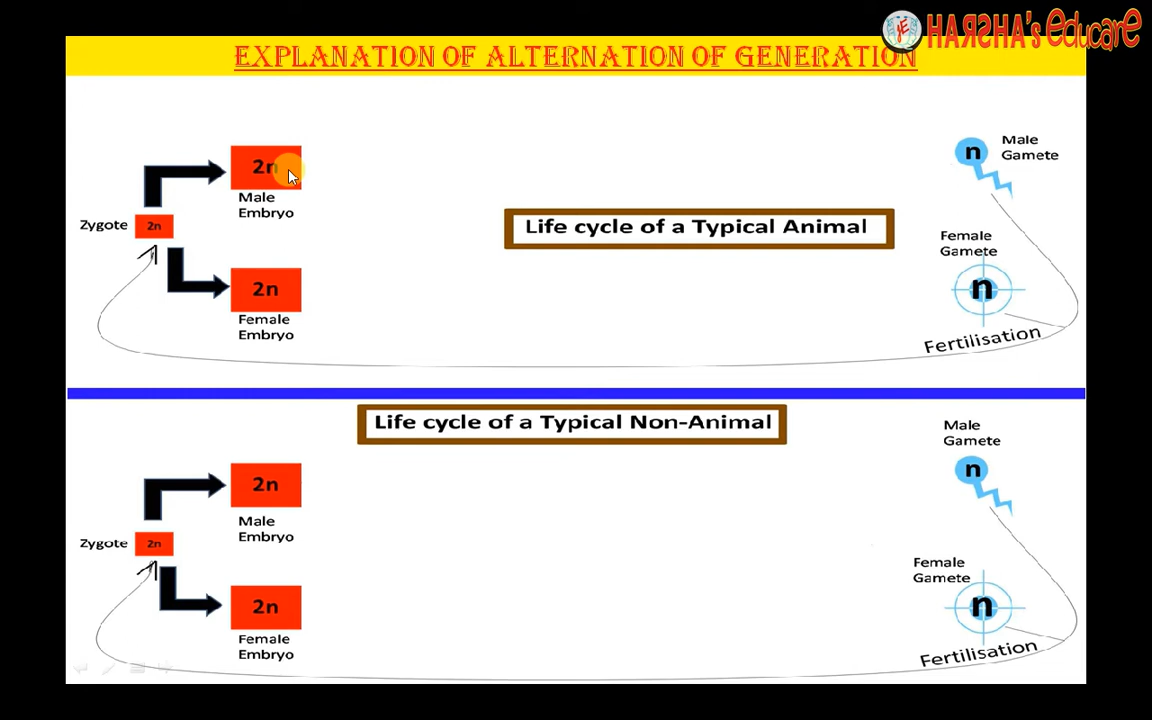 HARSHA's educare
EXPLANATION OF ALTERNATION OF GENERATION
2n
Male
Embryo
Zygote 2n
2n
Female
Embryo
Life cycle of a Typical Animal
n
Male
Gamete
Female
Gamete
n
Fertilisation
Life cycle of a Typical Non-Animal
2n
Male
Embryo
Zygote 2n
2n
Female
Embryo
Male
Gamete
n
Female
Gamete
n
Fertilisation